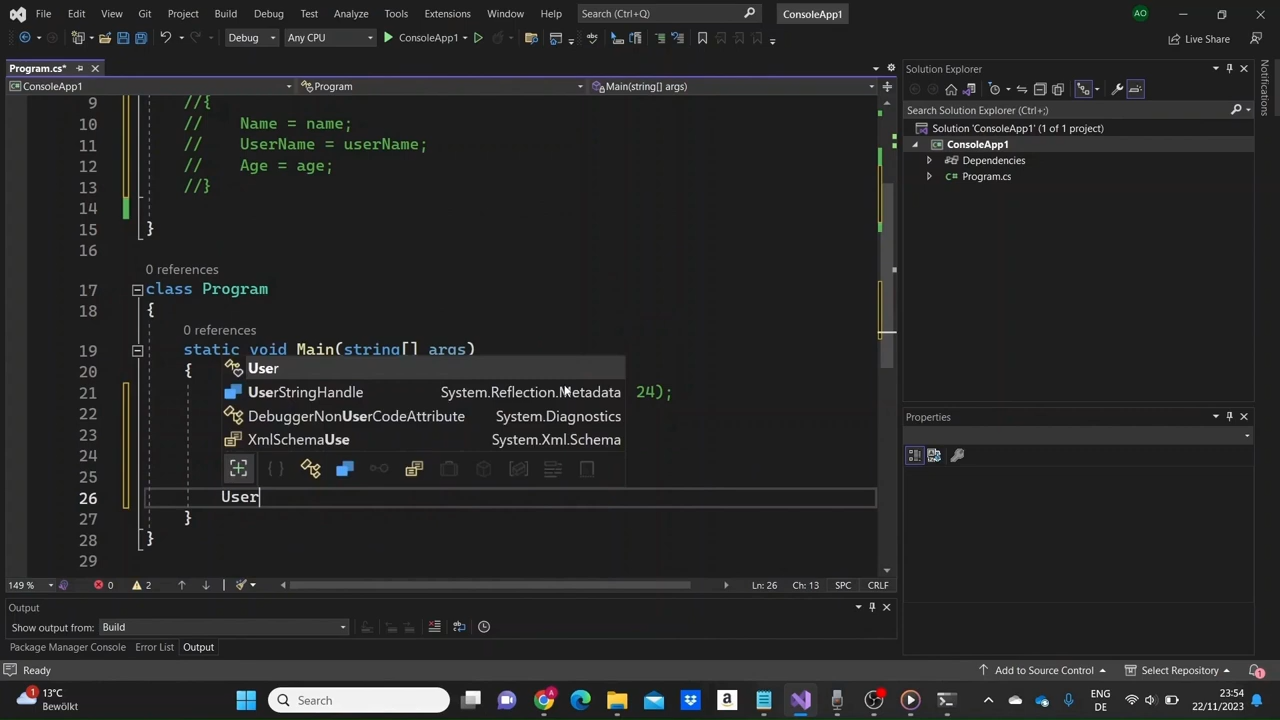 File Edit View Git Project Build Debug Test Analyze Tools Extensions Window Help Search (Ctrl+Q) ConsoleApp1 AO
Debug Any CPU ConsoleApp1 Live Share
Program.cs*
ConsoleApp1 Program Main(string[] args)
9 //{
10 // Name = name;
11 // UserName = userName;
12 // Age = age;
13 //}
14
15 }
16
0 references
17 class Program
18 {
0 references
19 static void Main(string[] args)
20 {
User
21 UserStringHandle System.Reflection.Metadata 24);
22 DebuggerNonUserCodeAttribute System.Diagnostics
23 XmlSchemaUse System.Xml.Schema
24
25
26 User
27 }
28 }
29
149 % 0 2 Ln: 26 Ch: 13 SPC CRLF
Output
Show output from: Build
Package Manager Console Error List Output
Solution Explorer
Search Solution Explorer (Ctrl+;)
Solution 'ConsoleApp1' (1 of 1 project)
ConsoleApp1
Dependencies
Program.cs
Properties
Notifications
Ready Add to Source Control Select Repository 1
1 13°C
Bewölkt
Search
ENG
DE
23:54
22/11/2023